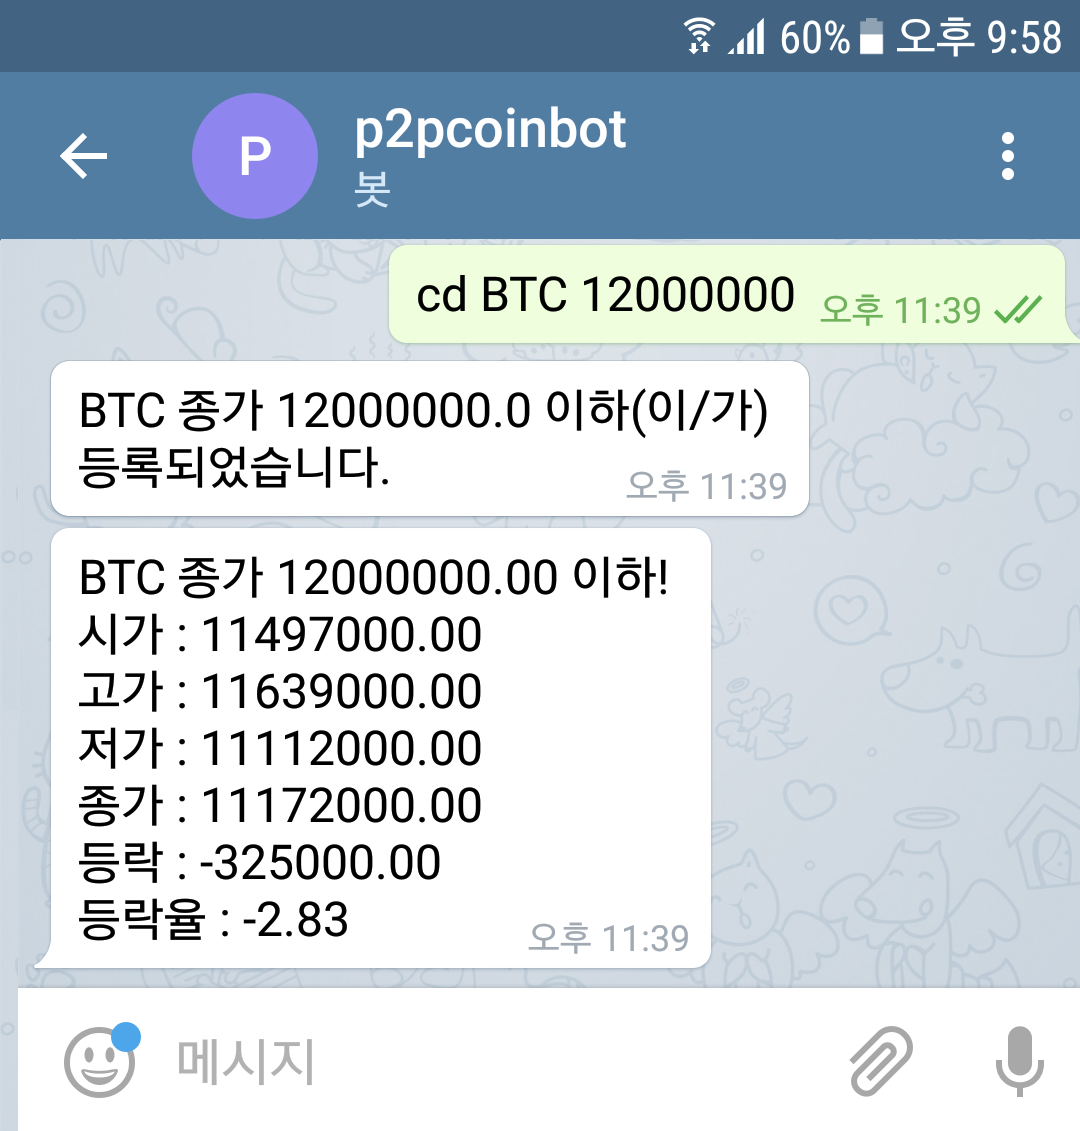 60% 오후 9:58
P p2pcoinbot
봇
cd BTC 12000000 오후 11:39
BTC 종가 12000000.0 이하(이/가)
등록되었습니다. 오후 11:39
BTC 종가 12000000.00 이하!
시가 : 11497000.00
고가 : 11639000.00
저가 : 11112000.00
종가 : 11172000.00
등락 : -325000.00
등락율 : -2.83 오후 11:39
메시지